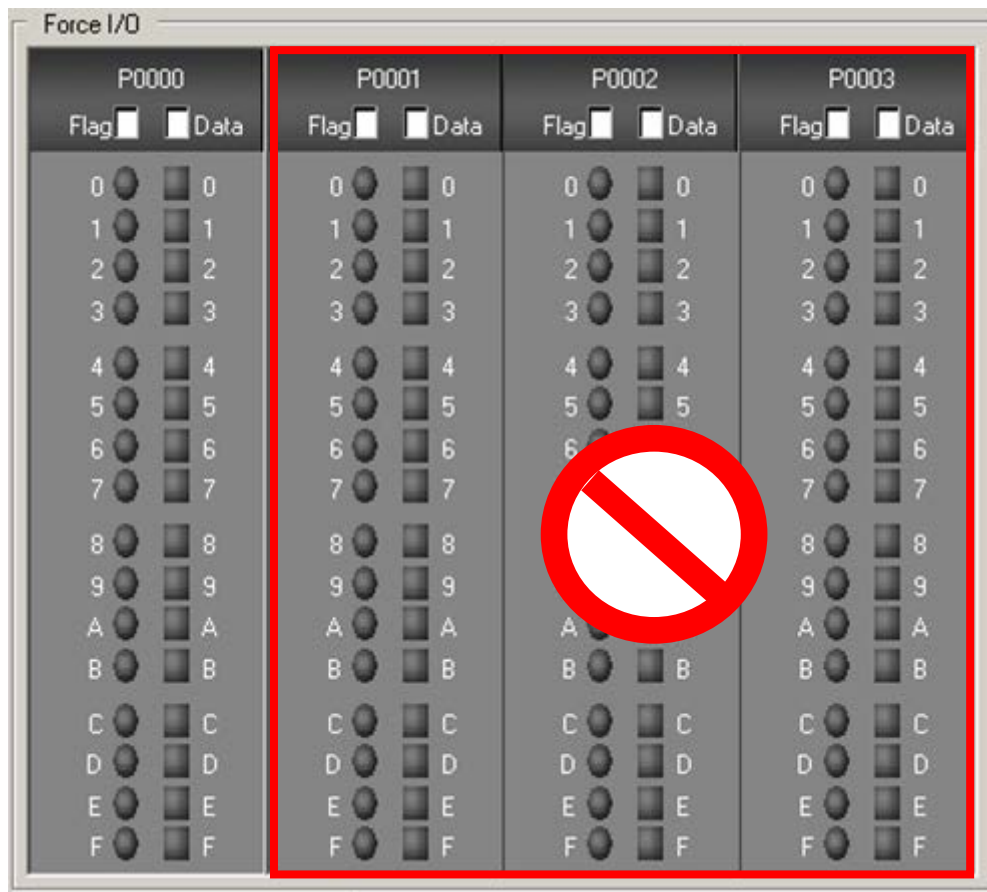 Force I/O
P0000 P0001 P0002 P0003
Flag Data Flag Data Flag Data Flag Data
0 0 0 0 0 0 0 0
1 1 1 1 1 1 1 1
2 2 2 2 2 2 2 2
3 3 3 3 3 3 3 3
4 4 4 4 4 4 4 4
5 5 5 5 5 5 5 5
6 6 6 6 6 6 6
7 7 7 7 7 7
8 8 8 8 8 8
9 9 9 9 9 9
A A A A A A A
B B B B B B B B
C C C C C C C C
D D D D D D D D
E E E E E E E E
F F F F F F F F